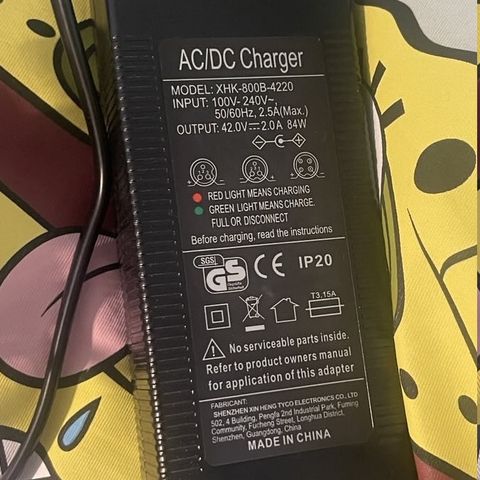 AC/DC Charger
MODEL: XHK-800B-4220
INPUT: 100V- 240V~,
50/60Hz, 2.5A(Max.)
OUTPUT: 42.0V⎓2.0A 84W
RED LIGHT MEANS CHARGING
GREEN LIGHT MEANS CHARGE.
FULL OR DISCONNECT
Before charging, read the instructions
SGS
GS
CE IP20
T3.15A
No serviceable parts inside.
Refer to product owners manual
for application of this adapter
FABRICANT:
SHENZHEN XIN HENG TYCO ELECTRONICS CO.,LTD
502, 4 Building, Pengfa 2nd Industrial Park, Fuming
Community, Fucheng Street, Longhua District,
Shenzhen, Guangdong, China
MADE IN CHINA